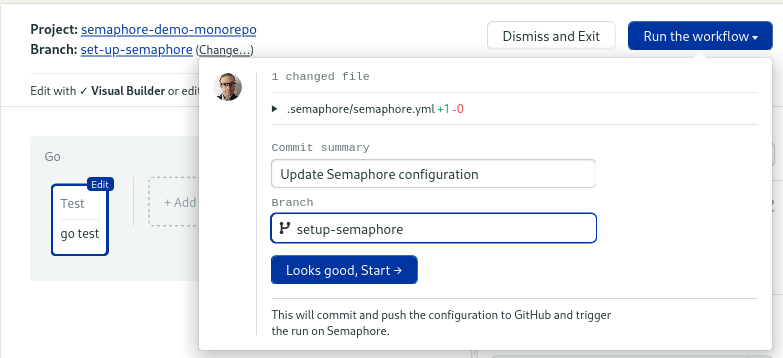 Project: semaphore-demo-monorepo
Branch: set-up-semaphore (Change...)
Dismiss and Exit
Run the workflow
Edit with ✓ Visual Builder or edit
1 changed file
.semaphore/semaphore.yml +1 -0
Commit summary
Update Semaphore configuration
Branch
setup-semaphore
Looks good, Start →
This will commit and push the configuration to GitHub and trigger
the run on Semaphore.
Go
Edit
Test
go test
+ Add